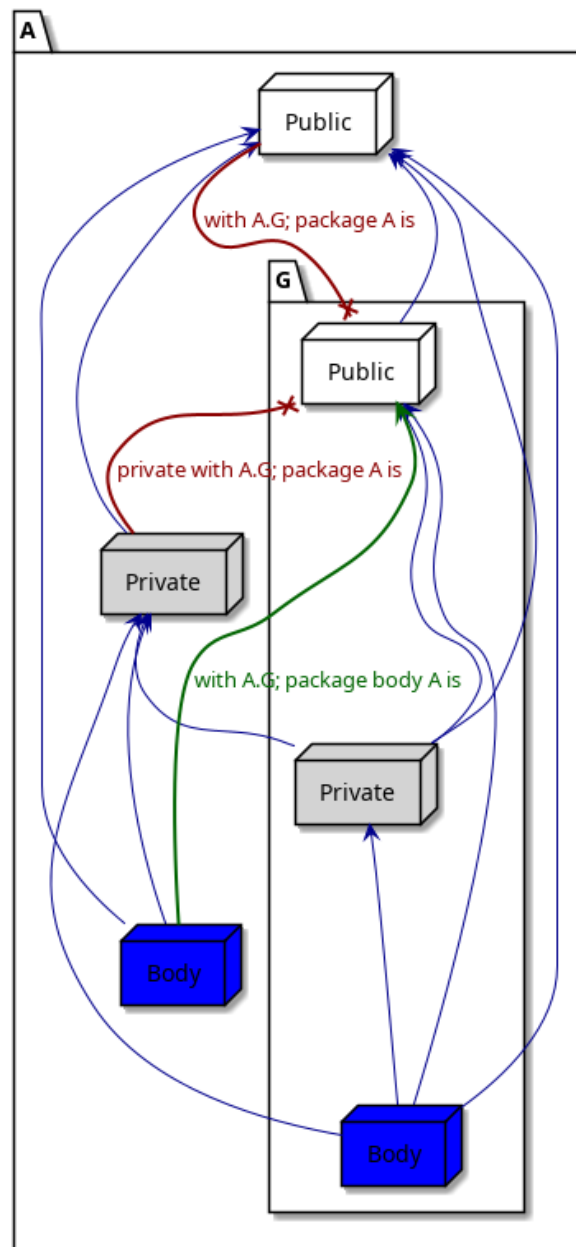 A
Public
with A.G; package A is
G
Public
private with A.G; package A is
Private
with A.G; package body A is
Private
Body
Body